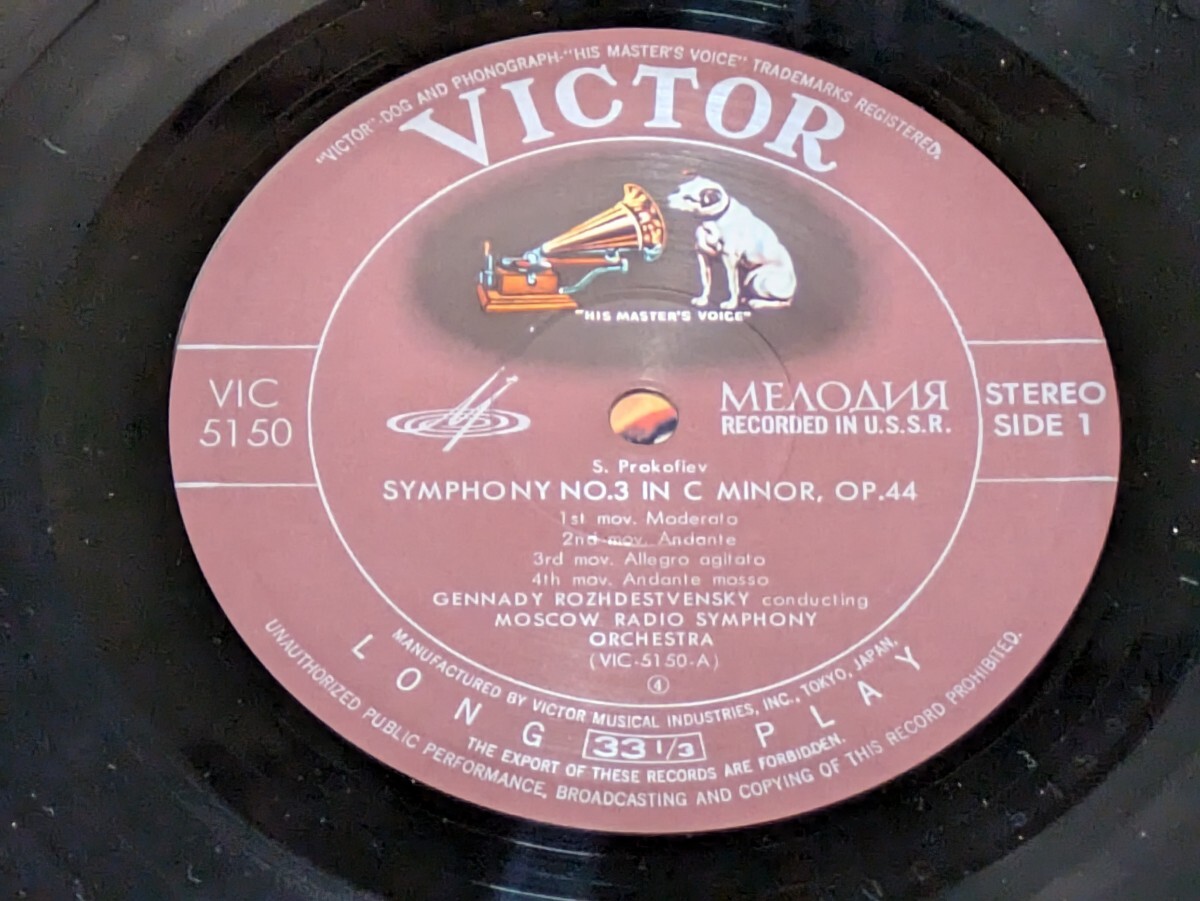 "VICTOR"-DOG AND PHONOGRAPH-"HIS MASTER'S VOICE" TRADEMARKS REGISTERED.
VICTOR
"HIS MASTER'S VOICE"
VIC
5150
МЕЛОДИЯ
RECORDED IN U.S.S.R.
STEREO
SIDE 1
S. Prokofiev
SYMPHONY NO.3 IN C MINOR, OP.44
1st mov. Moderato
2nd mov. Andante
3rd mov. Allegro agitato
4th mov. Andante mosso
GENNADY ROZHDESTVENSKY conducting
MOSCOW RADIO SYMPHONY
ORCHESTRA
(VIC-5150-A)
④
MANUFACTURED BY VICTOR MUSICAL INDUSTRIES, INC., TOKYO, JAPAN.
LONG 33 1/3 PLAY
THE EXPORT OF THESE RECORDS ARE FORBIDDEN.
UNAUTHORIZED PUBLIC PERFORMANCE, BROADCASTING AND COPYING OF THIS RECORD PROHIBITED.